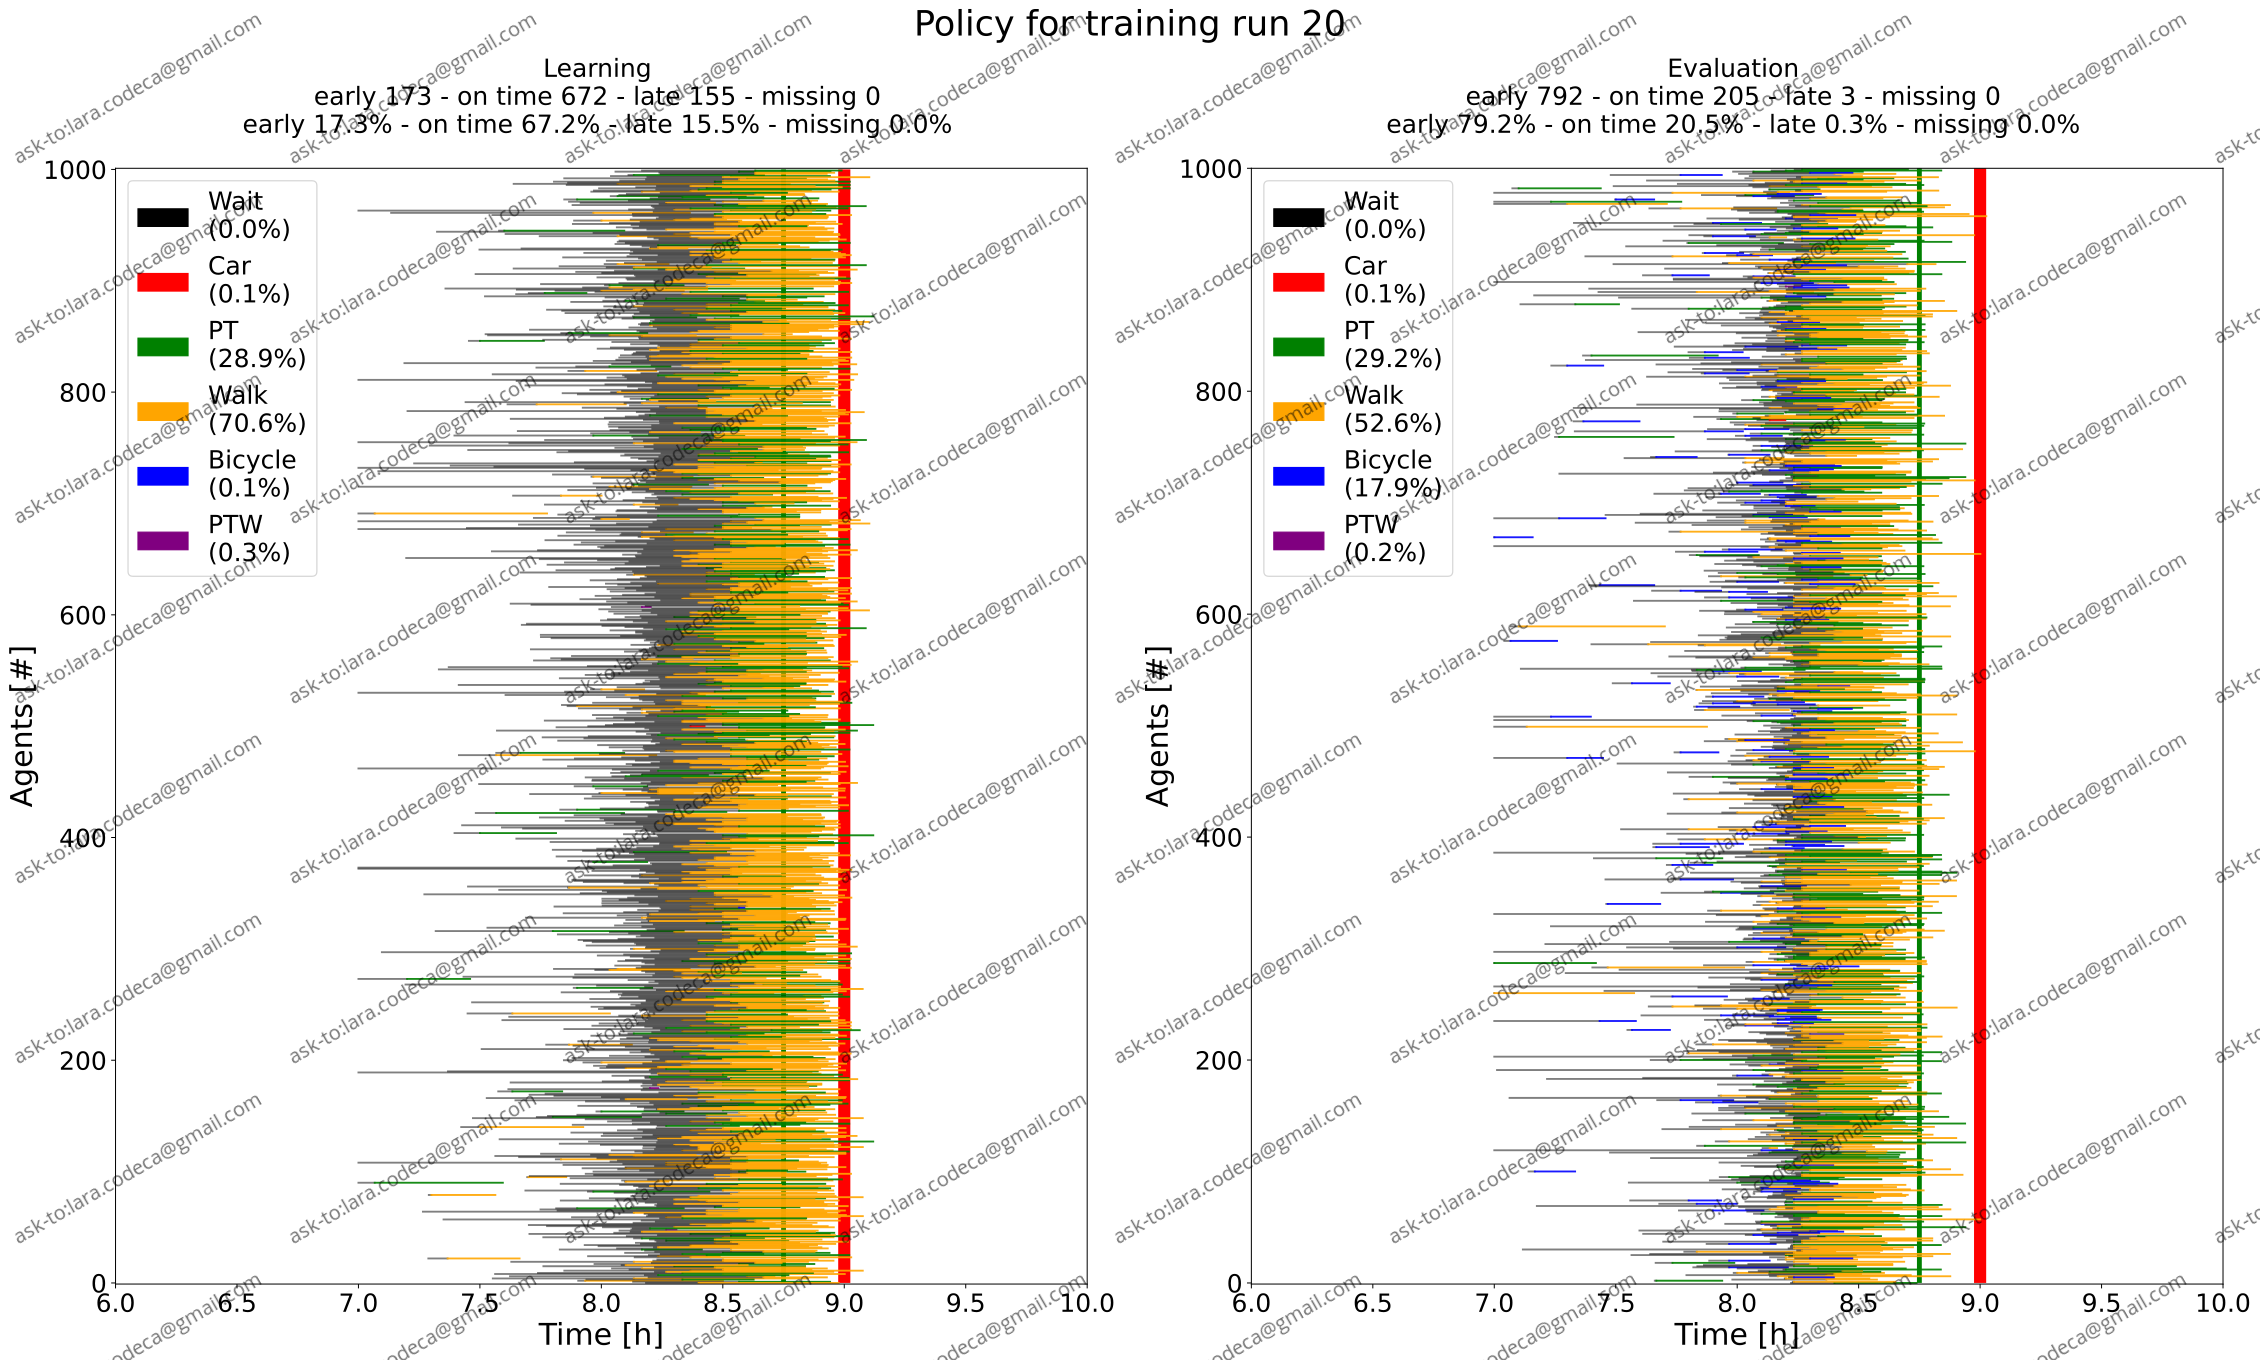 Policy for training run 20
Learning
early 173 - on time 672 - late 155 - missing 0
early 17.3% - on time 67.2% - late 15.5% - missing 0.0%
1000
800
600
400
200
0
Agents [#]
Wait
(0.0%)
Car
(0.1%)
PT
(28.9%)
Walk
(70.6%)
Bicycle
(0.1%)
PTW
(0.3%)
6.0 6.5 7.0 7.5 8.0 8.5 9.0 9.5 10.0
Time [h]
Evaluation
early 792 - on time 205 - late 3 - missing 0
early 79.2% - on time 20.5% - late 0.3% - missing 0.0%
1000
800
600
400
200
0
Agents [#]
Wait
(0.0%)
Car
(0.1%)
PT
(29.2%)
Walk
(52.6%)
Bicycle
(17.9%)
PTW
(0.2%)
6.0 6.5 7.0 7.5 8.0 8.5 9.0 9.5 10.0
Time [h]
ask-to:lara.codeca@gmail.com